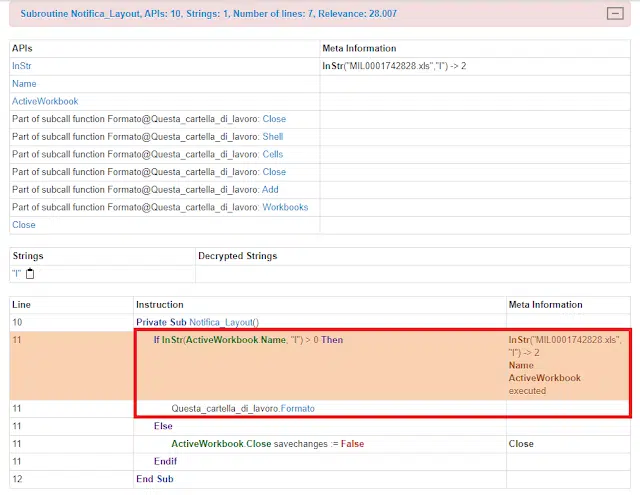 Subroutine Notifica_Layout, APIs: 10, Strings: 1, Number of lines: 7, Relevance: 28.007
APIs Meta Information
InStr InStr("MIL0001742828.xls","I") -> 2
Name
ActiveWorkbook
Part of subcall function Formato@Questa_cartella_di_lavoro: Close
Part of subcall function Formato@Questa_cartella_di_lavoro: Shell
Part of subcall function Formato@Questa_cartella_di_lavoro: Cells
Part of subcall function Formato@Questa_cartella_di_lavoro: Close
Part of subcall function Formato@Questa_cartella_di_lavoro: Add
Part of subcall function Formato@Questa_cartella_di_lavoro: Workbooks
Close
Strings Decrypted Strings
"I"
Line Instruction Meta Information
10 Private Sub Notifica_Layout()
11 If InStr(ActiveWorkbook.Name, "I") > 0 Then InStr("MIL0001742828.xls",
"I") -> 2
Name
ActiveWorkbook
executed
11 Questa_cartella_di_lavoro.Formato
11 Else
11 ActiveWorkbook.Close savechanges := False Close
11 Endif
12 End Sub